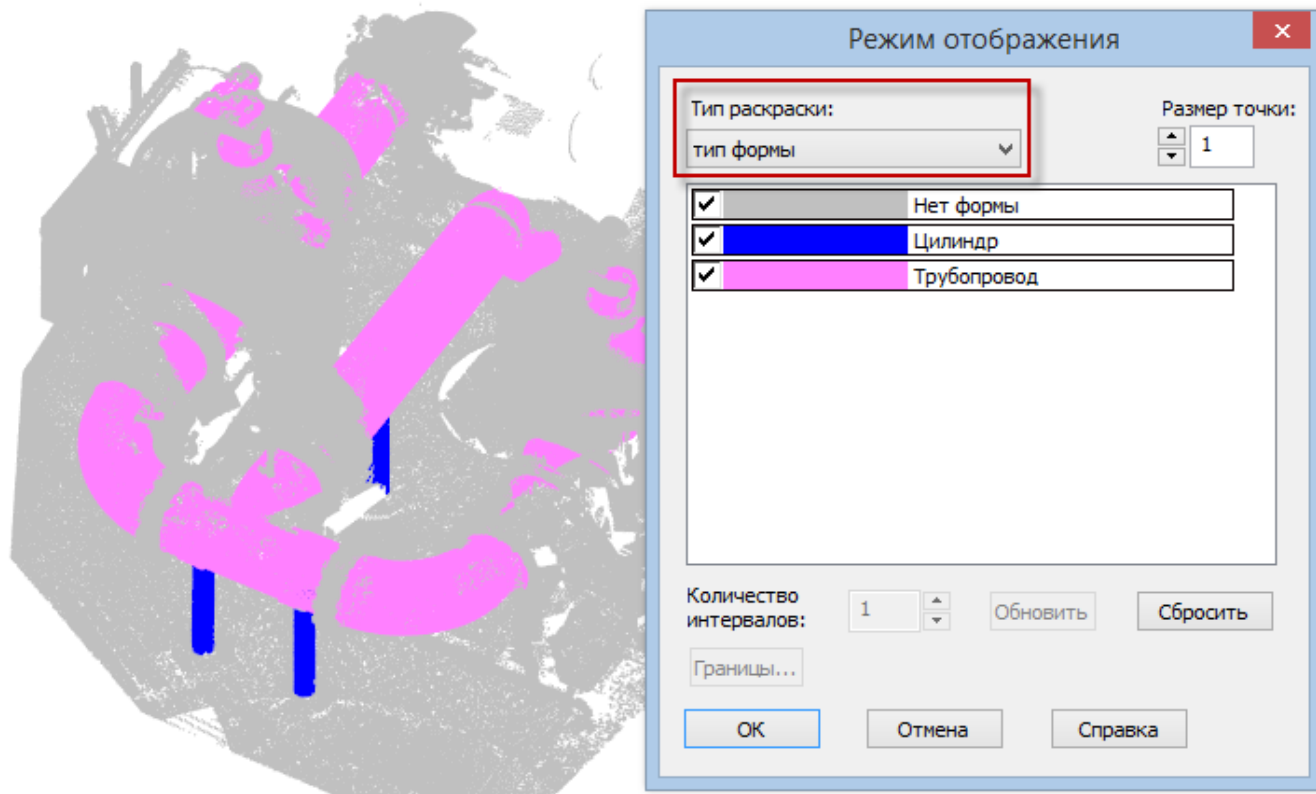 Режим отображения
Тип раскраски:
Размер точки:
тип формы
1
Нет формы
Цилиндр
Трубопровод
Количество
интервалов:
1
Обновить
Сбросить
Границы...
ОК
Отмена
Справка